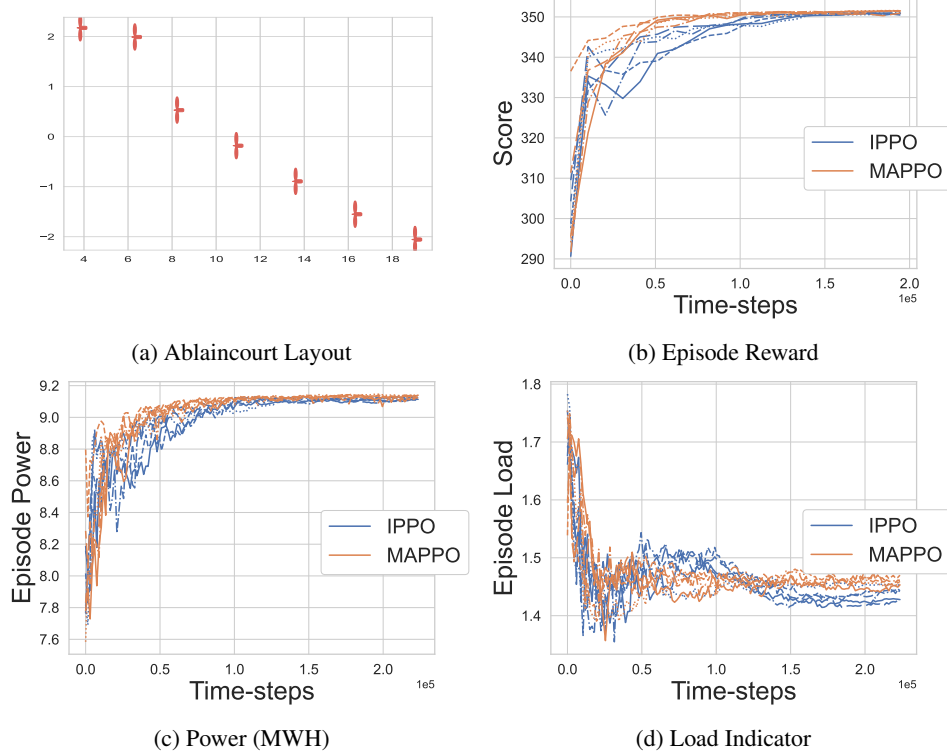 2
1
0
−1
−2
4 6 8 10 12 14 16 18
(a) Ablaincourt Layout
350
340
330
320
310
300
290
Score
IPPO
MAPPO
0.0 0.5 1.0 1.5 2.0
1e5
Time-steps
(b) Episode Reward
9.2
9.0
8.8
8.6
8.4
8.2
8.0
7.8
7.6
Episode Power
IPPO
MAPPO
0.0 0.5 1.0 1.5 2.0
1e5
Time-steps
(c) Power (MWH)
1.8
1.7
1.6
1.5
1.4
Episode Load
IPPO
MAPPO
0.0 0.5 1.0 1.5 2.0
1e5
Time-steps
(d) Load Indicator